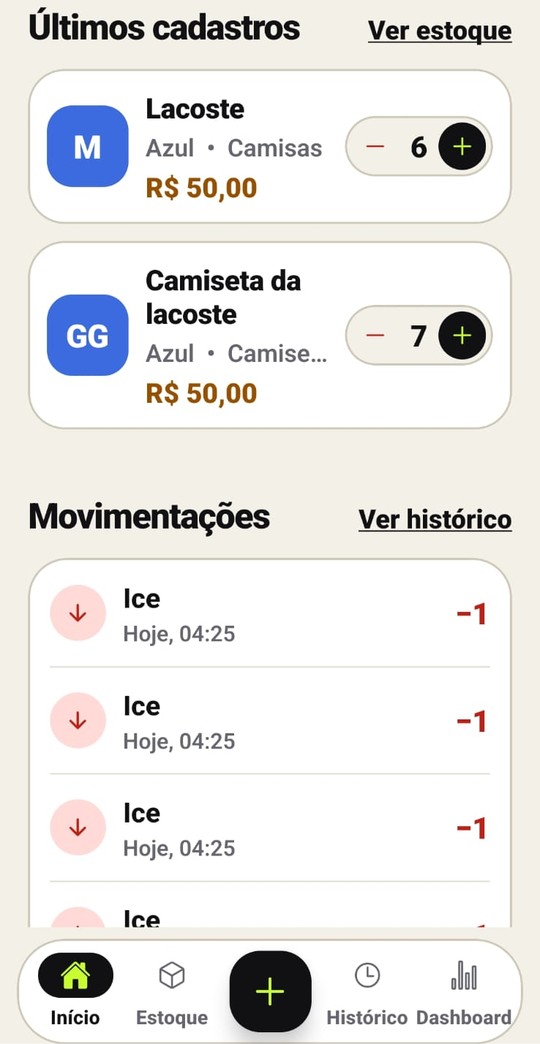 Últimos cadastros
Ver estoque
M
Lacoste
Azul • Camisas
R$ 50,00
− 6 +
GG
Camiseta da
lacoste
Azul • Camise...
R$ 50,00
− 7 +
Movimentações
Ver histórico
Ice
Hoje, 04:25
−1
Ice
Hoje, 04:25
−1
Ice
Hoje, 04:25
−1
Ice
+
Início
Estoque
Histórico
Dashboard